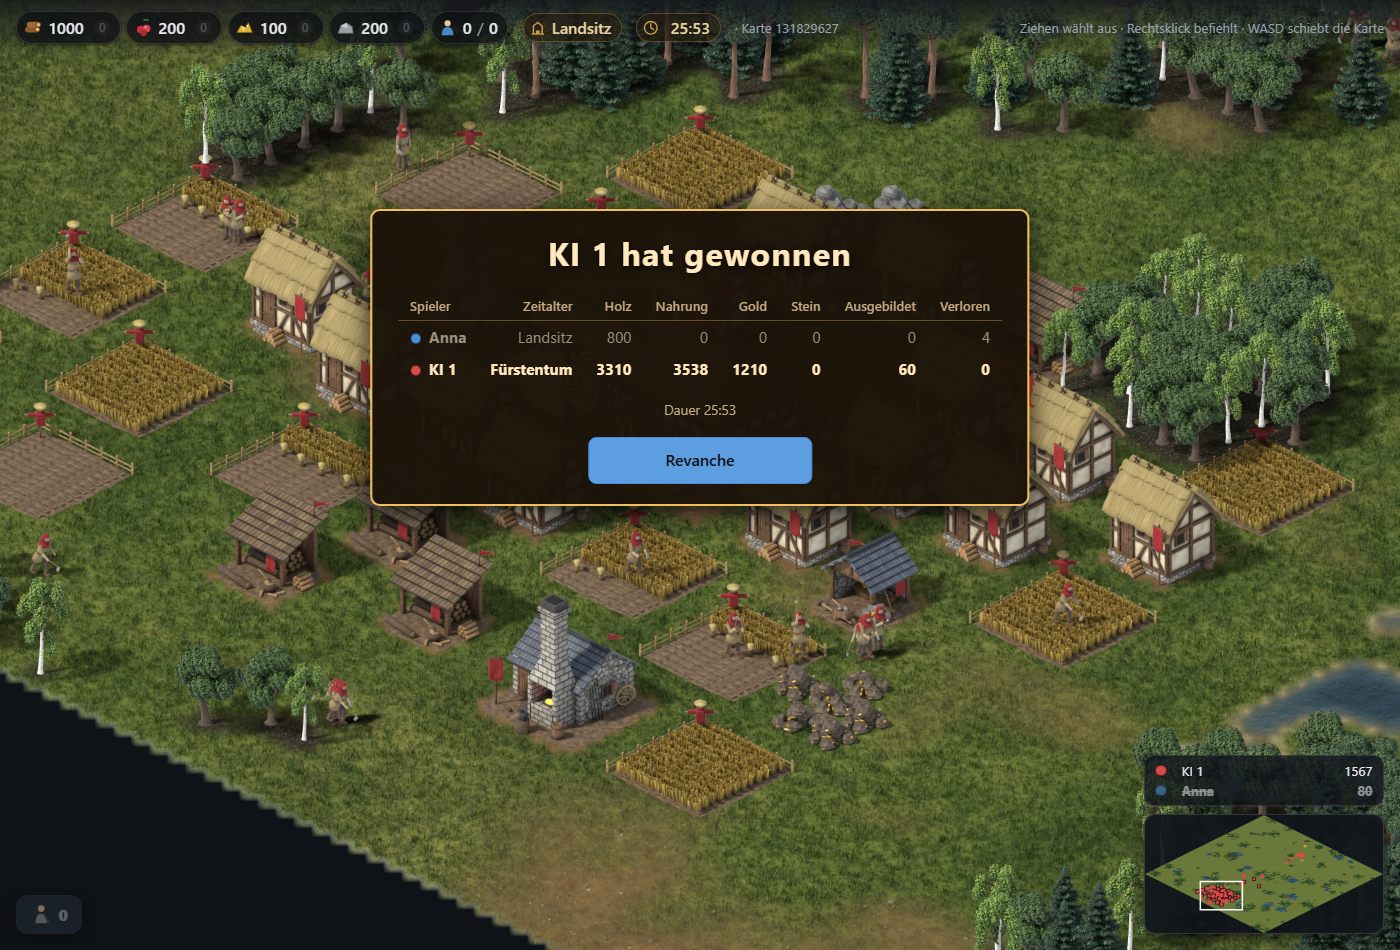 1000 0 200 0 100 0 200 0 0 / 0 Landsitz 25:53 · Karte 131829627 Ziehen wählt aus · Rechtsklick befiehlt · WASD schiebt die Karte
KI 1 hat gewonnen
Spieler Zeitalter Holz Nahrung Gold Stein Ausgebildet Verloren
Anna Landsitz 800 0 0 0 0 4
KI 1 Fürstentum 3310 3538 1210 0 60 0
Dauer 25:53
Revanche
KI 1 1567
Anna 80
0